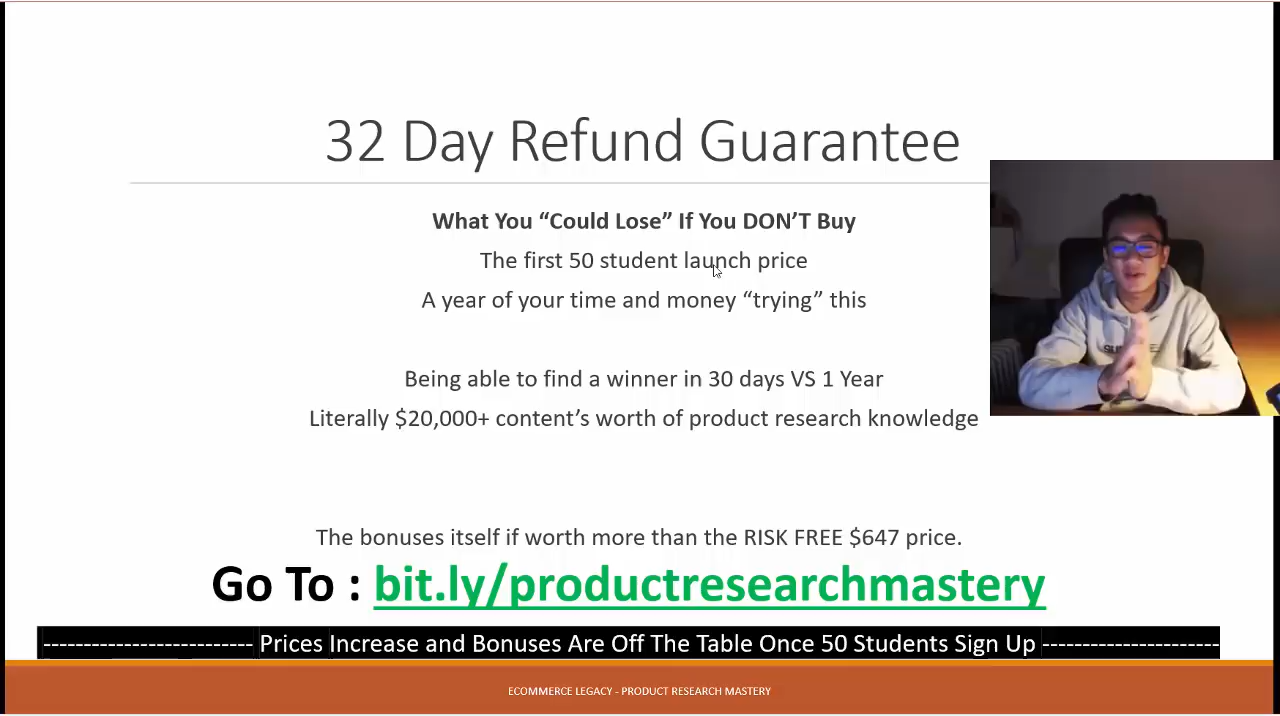 32 Day Refund Guarantee
What You “Could Lose” If You DON’T Buy
The first 50 student launch price
A year of your time and money “trying” this
Being able to find a winner in 30 days VS 1 Year
Literally $20,000+ content’s worth of product research knowledge
The bonuses itself if worth more than the RISK FREE $647 price.
Go To : bit.ly/productresearchmastery
-------------------------- Prices Increase and Bonuses Are Off The Table Once 50 Students Sign Up ----------------------
ECOMMERCE LEGACY - PRODUCT RESEARCH MASTERY